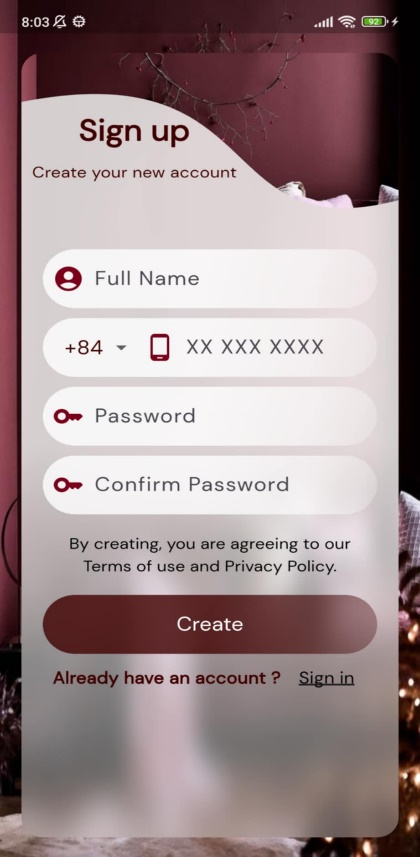 8:03
92
Sign up
Create your new account
Full Name
+84 XX XXX XXXX
Password
Confirm Password
By creating, you are agreeing to our
Terms of use and Privacy Policy.
Create
Already have an account ? Sign in